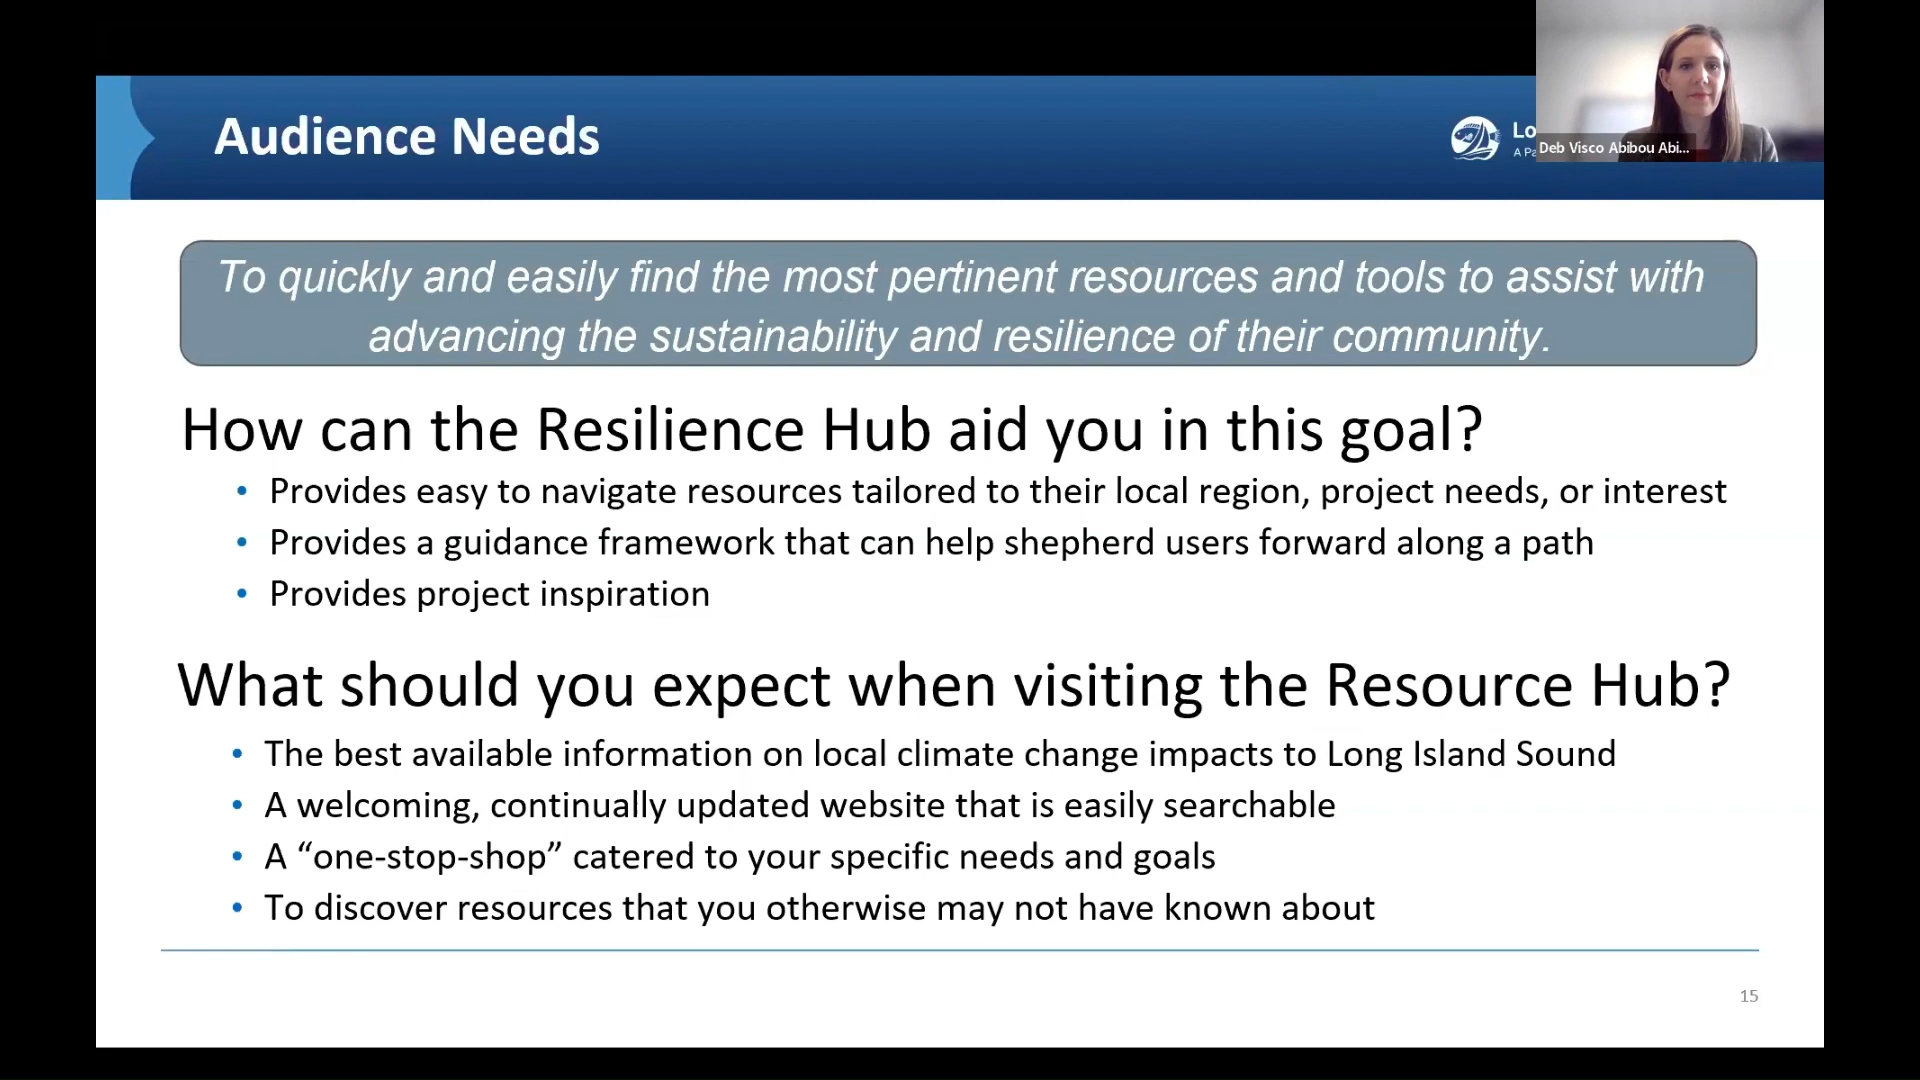 Audience Needs
Lo
A Pa
Deb Visco Abibou Abi...
To quickly and easily find the most pertinent resources and tools to assist with
advancing the sustainability and resilience of their community.
How can the Resilience Hub aid you in this goal?
• Provides easy to navigate resources tailored to their local region, project needs, or interest
• Provides a guidance framework that can help shepherd users forward along a path
• Provides project inspiration
What should you expect when visiting the Resource Hub?
• The best available information on local climate change impacts to Long Island Sound
• A welcoming, continually updated website that is easily searchable
• A “one-stop-shop” catered to your specific needs and goals
• To discover resources that you otherwise may not have known about
15